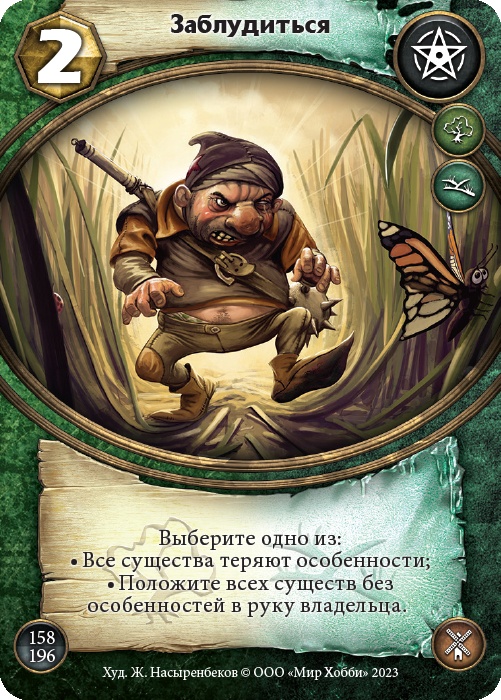 Заблудиться
2
Выберите одно из:
• Все существа теряют особенности;
• Положите всех существ без
особенностей в руку владельца.
158
196
Худ. Ж. Насыренбеков © ООО «Мир Хобби» 2023